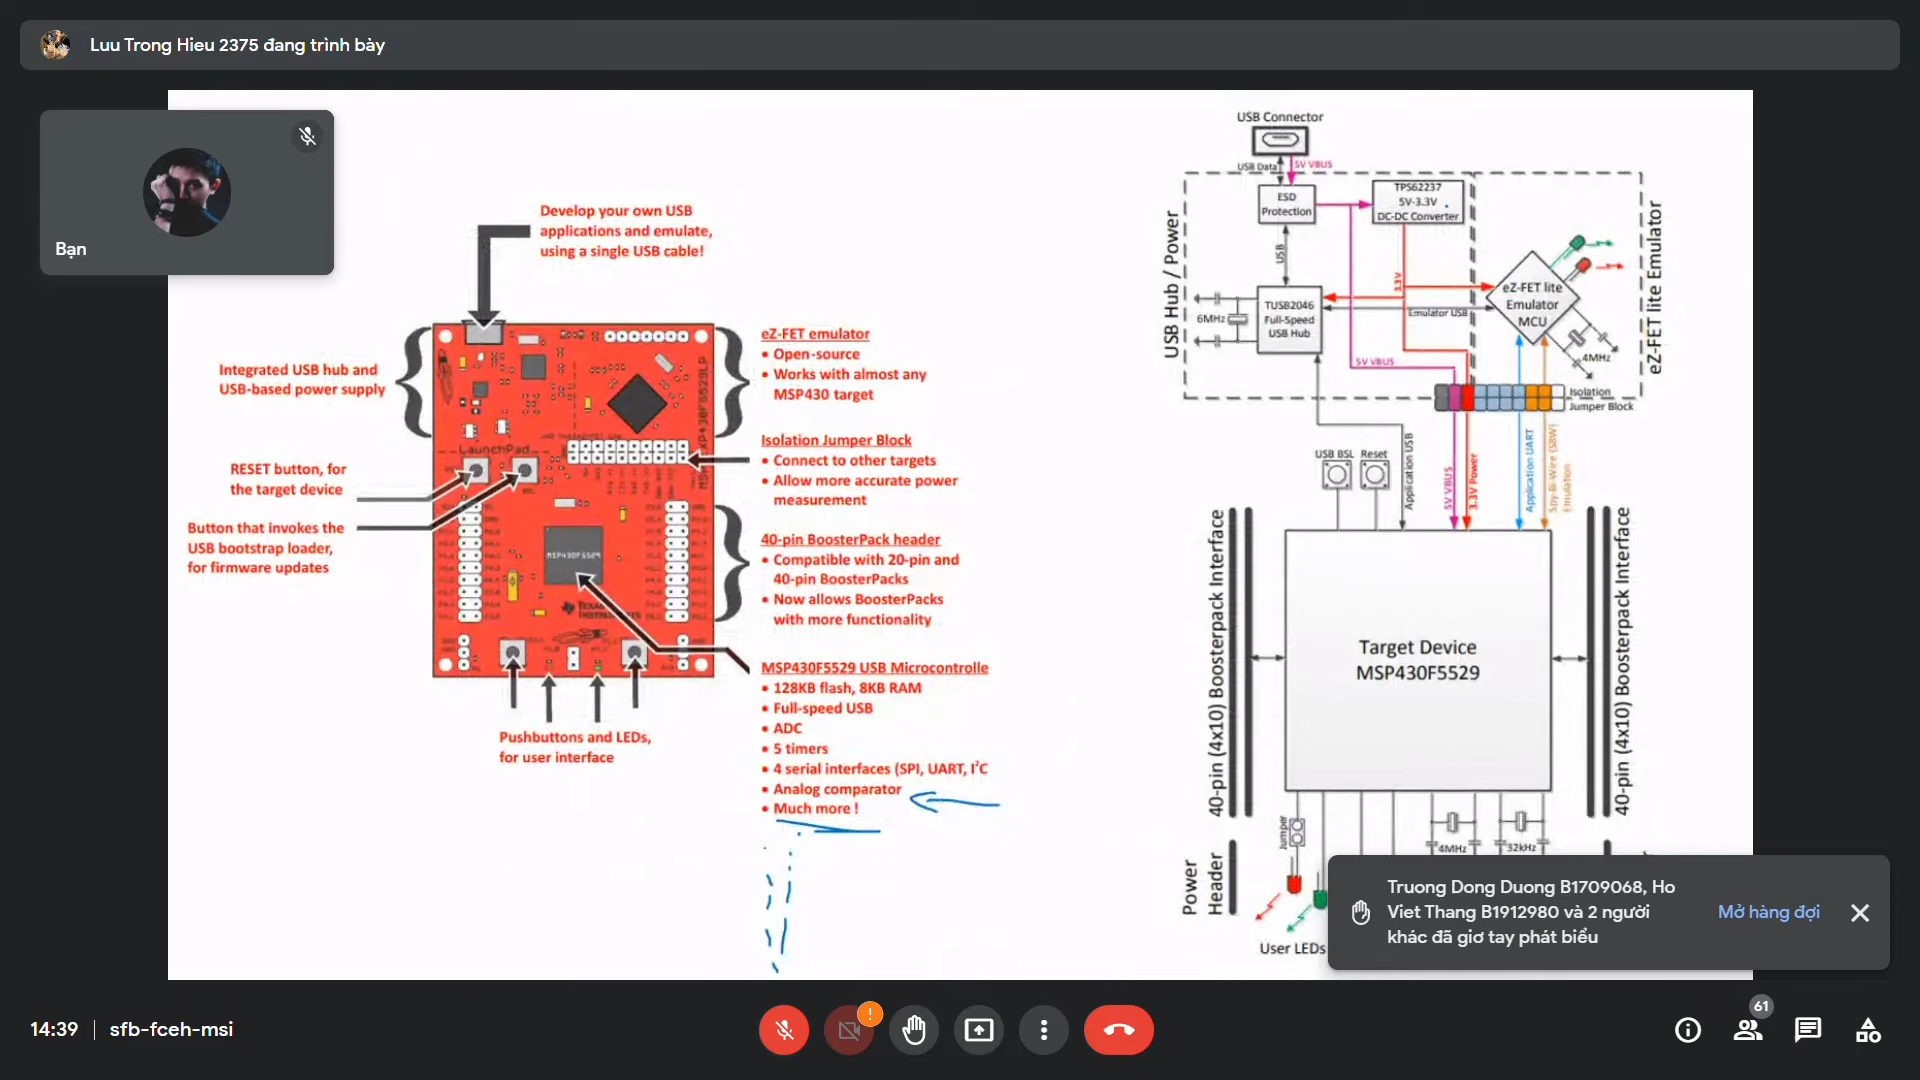 Luu Trong Hieu 2375 đang trình bày
Bạn
Develop your own USB
applications and emulate,
using a single USB cable!
Integrated USB hub and
USB-based power supply
RESET button, for
the target device
Button that invokes the
USB bootstrap loader,
for firmware updates
LaunchPad
MSP430F5529
Pushbuttons and LEDs,
for user interface
eZ-FET emulator
• Open-source
• Works with almost any
MSP430 target
Isolation Jumper Block
• Connect to other targets
• Allow more accurate power
measurement
40-pin BoosterPack header
• Compatible with 20-pin and
40-pin BoosterPacks
• Now allows BoosterPacks
with more functionality
MSP430F5529 USB Microcontrolle
• 128KB flash, 8KB RAM
• Full-speed USB
• ADC
• 5 timers
• 4 serial interfaces (SPI, UART, I²C
• Analog comparator
• Much more !
USB Connector
USB Data
5V VBUS
USB Hub / Power
ESD
Protection
TPS62237
5V-3.3V
DC-DC Converter
eZ-FET lite Emulator
USB
3.3V
6MHz
TUSB2046
Full-Speed
USB Hub
Emulator USB
eZ-FET lite
Emulator
MCU
4MHz
5V VBUS
Isolation
Jumper Block
USB BSL
Reset
Application USB
5V VBUS
3.3V Power
Application UART
Spy-Bi-Wire (SBW)
Emulation
40-pin (4x10) Boosterpack Interface
Target Device
MSP430F5529
40-pin (4x10) Boosterpack Interface
Jumper
4MHz
32kHz
Power
Header
User LEDs
Truong Dong Duong B1709068, Ho
Viet Thang B1912980 và 2 người
khác đã giơ tay phát biểu
Mở hàng đợi
14:39
sfb-fceh-msi
61